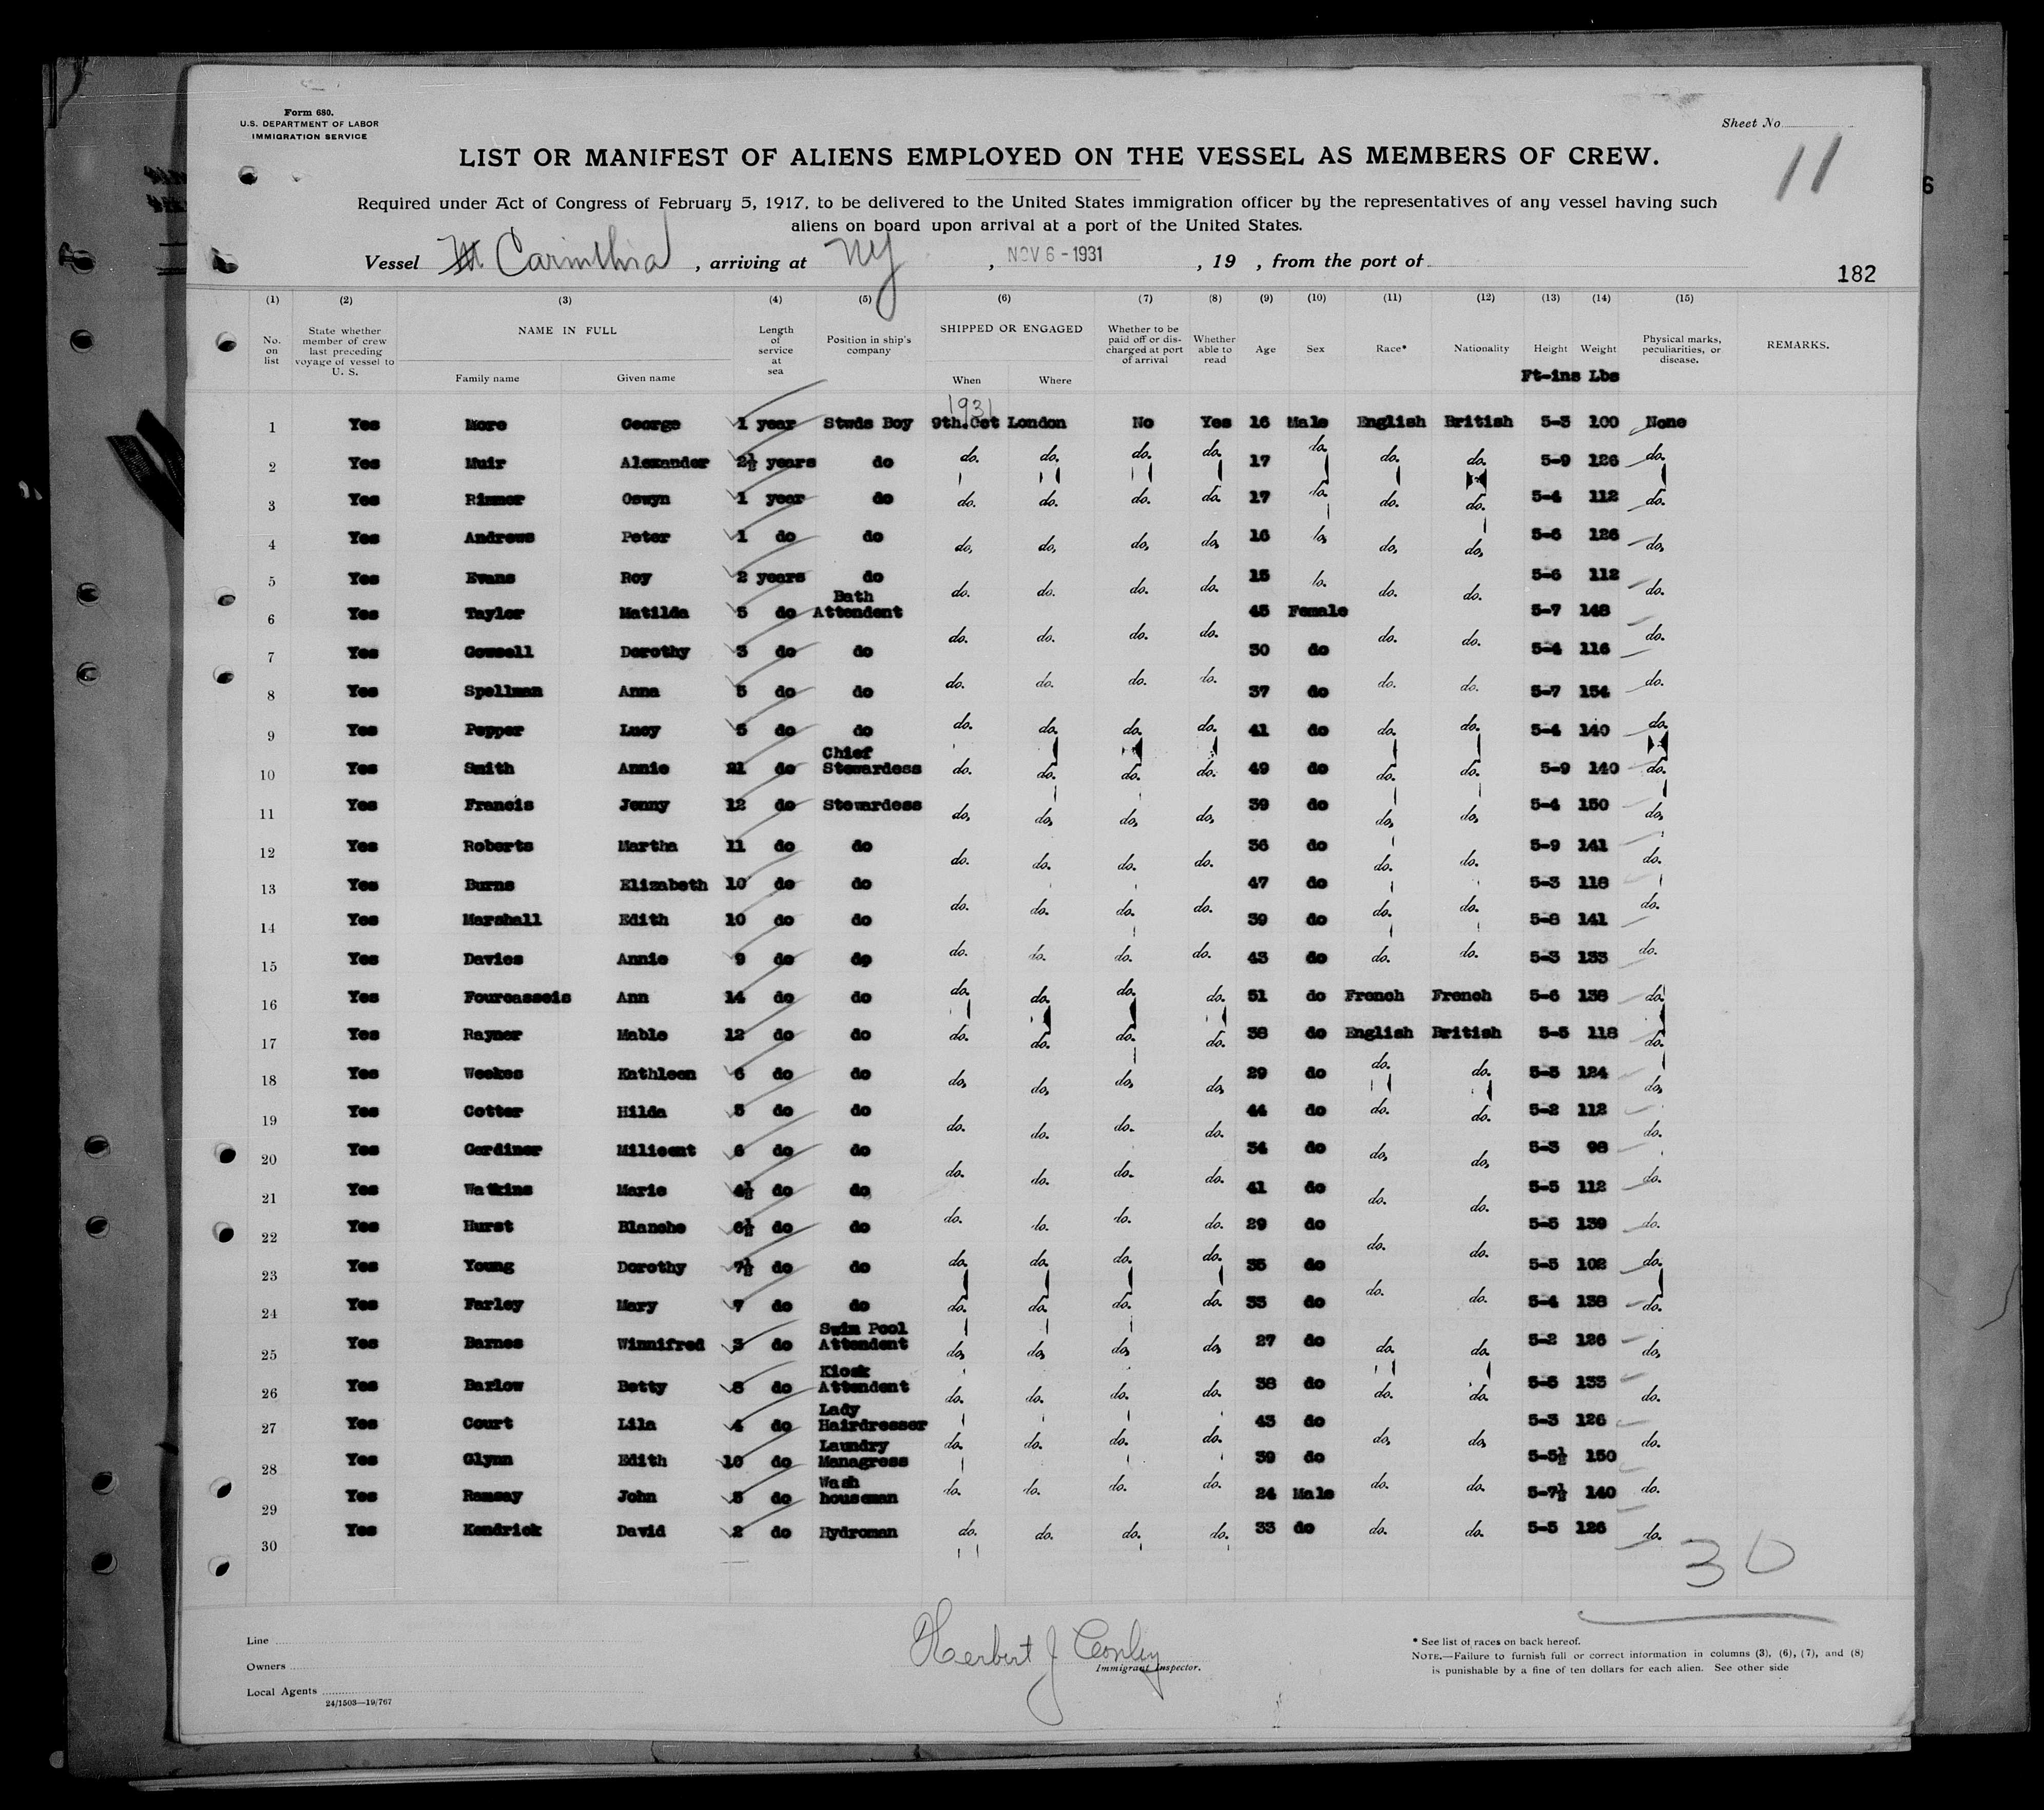 Form 680.
U.S. DEPARTMENT OF LABOR
IMMIGRATION SERVICE
Sheet No
11
LIST OR MANIFEST OF ALIENS EMPLOYED ON THE VESSEL AS MEMBERS OF CREW.
Required under Act of Congress of February 5, 1917, to be delivered to the United States immigration officer by the representatives of any vessel having such
aliens on board upon arrival at a port of the United States.
Vessel Carinthia, arriving at NY, NOV 6 - 1931, 19 , from the port of
182
(1) (2) (3) (4) (5) (6) (7) (8) (9) (10) (11) (12) (13) (14) (15)
No. on list State whether member of crew last preceding voyage of vessel to U. S. NAME IN FULL Length of service at sea Position in ship's company SHIPPED OR ENGAGED Whether to be paid off or discharged at port of arrival Whether able to read Age Sex Race* Nationality Height Weight Physical marks, peculiarities, or disease. REMARKS.
Family name Given name When Where Ft-ins Lbs
1931
1 Yes More George 1 year Stwds Boy 9th.Oct London No Yes 16 Male English British 5-3 100 None
2 Yes Muir Alexander 2½ years do do. do. do. do. 17 do. do. do. 5-9 126 do.
3 Yes Rimmer Oswyn 1 year do do. do. do. do. 17 do. do. do. 5-4 112 do.
4 Yes Andrews Peter 1 do do do. do. do. do. 16 do. do. do. 5-6 126 do.
5 Yes Evans Roy 2 years do do. do. do. do. 15 do. do. do. 5-6 112 do.
6 Yes Taylor Matilda 5 do Bath Attendent do. do. do. do. 45 Female do. do. 5-7 148 do.
7 Yes Gowsell Dorothy 3 do do do. do. do. do. 30 do do. do. 5-4 116 do.
8 Yes Spellman Anna 5 do do do. do. do. do. 37 do do. do. 5-7 154 do.
9 Yes Pepper Lucy 5 do do do. do. do. do. 41 do do. do. 5-4 140 do.
10 Yes Smith Annie 21 do Chief Stewardess do. do. do. do. 49 do do. do. 5-9 140 do.
11 Yes Francis Jenny 12 do Stewardess do. do. do. do. 39 do do. do. 5-4 150 do.
12 Yes Roberts Martha 11 do do do. do. do. do. 36 do do. do. 5-9 141 do.
13 Yes Burns Elizabeth 10 do do do. do. do. do. 47 do do. do. 5-3 118 do.
14 Yes Marshall Edith 10 do do do. do. do. do. 39 do do. do. 5-8 141 do.
15 Yes Davies Annie 9 do do do. do. do. do. 43 do do. do. 5-3 133 do.
16 Yes Fourcasseis Ann 14 do do do. do. do. do. 51 do French French 5-6 138 do.
17 Yes Rayner Mable 12 do do do. do. do. do. 38 do English British 5-5 118 do.
18 Yes Weekes Kathleen 6 do do do. do. do. do. 29 do do. do. 5-5 124 do.
19 Yes Cotter Hilda 5 do do do. do. do. do. 44 do do. do. 5-2 112 do.
20 Yes Gardiner Milicent 6 do do do. do. do. do. 34 do do. do. 5-3 98 do.
21 Yes Watkins Marie 4½ do do do. do. do. do. 41 do do. do. 5-5 112 do.
22 Yes Hurst Blanche 6½ do do do. do. do. do. 29 do do. do. 5-5 139 do.
23 Yes Young Dorothy 7½ do do do. do. do. do. 35 do do. do. 5-5 102 do.
24 Yes Farley Mary 7 do do do. do. do. do. 33 do do. do. 5-4 138 do.
25 Yes Barnes Winnifred 3 do Swim Pool Attendent do. do. do. do. 27 do do. do. 5-2 126 do.
26 Yes Barlow Betty 8 do Kiosk Attendent do. do. do. do. 38 do do. do. 5-6 133 do.
27 Yes Court Lila 4 do Lady Hairdresser do. do. do. do. 43 do do. do. 5-3 126 do.
28 Yes Glynn Edith 10 do Laundry Managress do. do. do. do. 39 do do. do. 5-5½ 150 do.
29 Yes Ramsay John 5 do Wash houseman do. do. do. do. 24 Male do. do. 5-7½ 140 do.
30 Yes Kendrick David 2 do Hydroman do. do. do. do. 33 do do. do. 5-5 126 do.
30
Line
Owners
Local Agents
24/1503—19/767
Herbert J Conley
Immigrant Inspector.
* See list of races on back hereof.
NOTE.—Failure to furnish full or correct information in columns (3), (6), (7), and (8)
is punishable by a fine of ten dollars for each alien. See other side